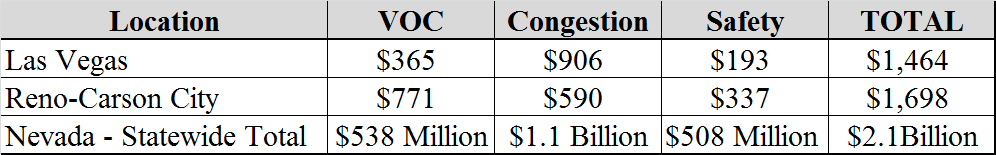 Location VOC Congestion Safety TOTAL
Las Vegas $365 $906 $193 $1,464
Reno-Carson City $771 $590 $337 $1,698
Nevada - Statewide Total $538 Million $1.1 Billion $508 Million $2.1Billion